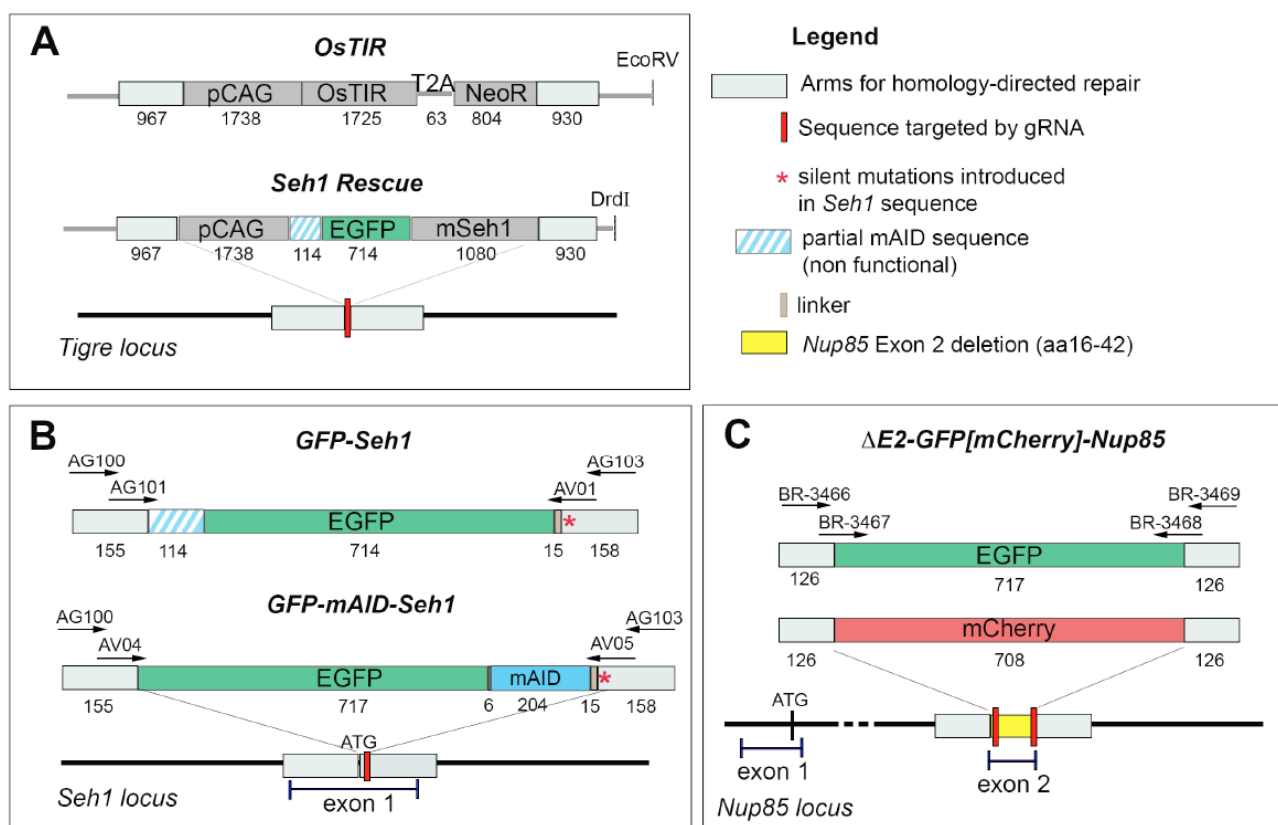 A
OsTIR
EcoRV
T2A
pCAG OsTIR NeoR
967 1738 1725 63 804 930
Seh1 Rescue
DrdI
pCAG EGFP mSeh1
967 1738 114 714 1080 930
Tigre locus
Legend
Arms for homology-directed repair
Sequence targeted by gRNA
* silent mutations introduced
in Seh1 sequence
partial mAID sequence
(non functional)
linker
Nup85 Exon 2 deletion (aa16-42)
B
GFP-Seh1
AG100 AG103
AG101 AV01
EGFP *
155 114 714 15 158
GFP-mAID-Seh1
AG100 AG103
AV04 AV05
EGFP mAID *
155 717 6 204 15 158
ATG
exon 1
Seh1 locus
C
ΔE2-GFP[mCherry]-Nup85
BR-3466 BR-3469
BR-3467 BR-3468
EGFP
126 717 126
mCherry
126 708 126
ATG
exon 1 exon 2
Nup85 locus